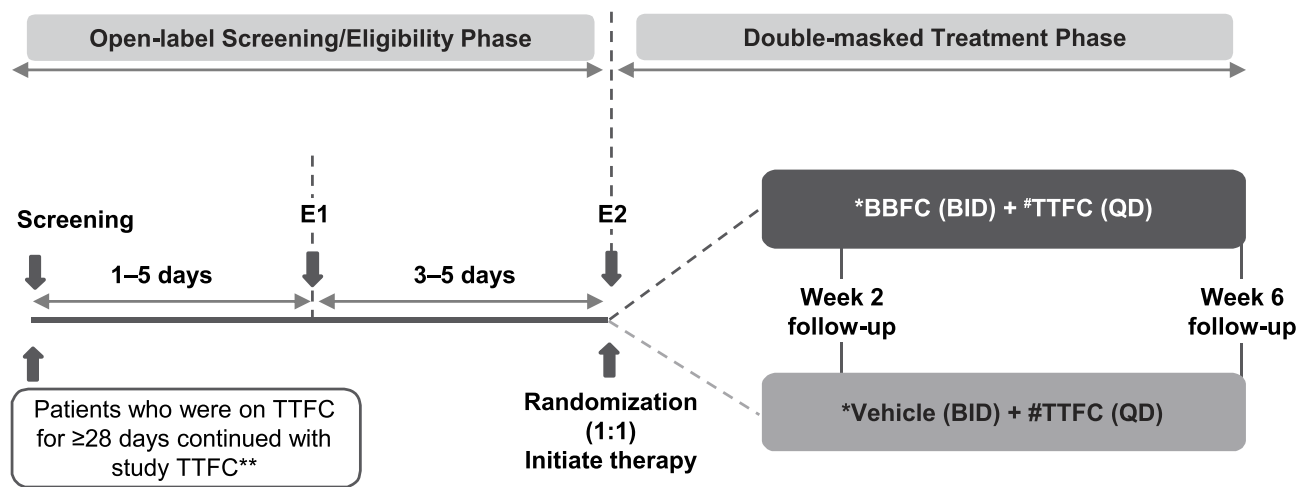 Open-label Screening/Eligibility Phase
Double-masked Treatment Phase
Screening
E1
E2
1–5 days
3–5 days
*BBFC (BID) + #TTFC (QD)
Week 2
follow-up
Week 6
follow-up
Patients who were on TTFC
for ≥28 days continued with
study TTFC**
Randomization
(1:1)
Initiate therapy
*Vehicle (BID) + #TTFC (QD)